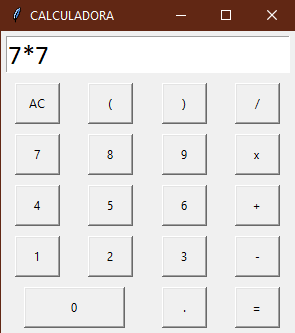 CALCULADORA
7*7
AC ( ) /
7 8 9 x
4 5 6 +
1 2 3 -
0 . =